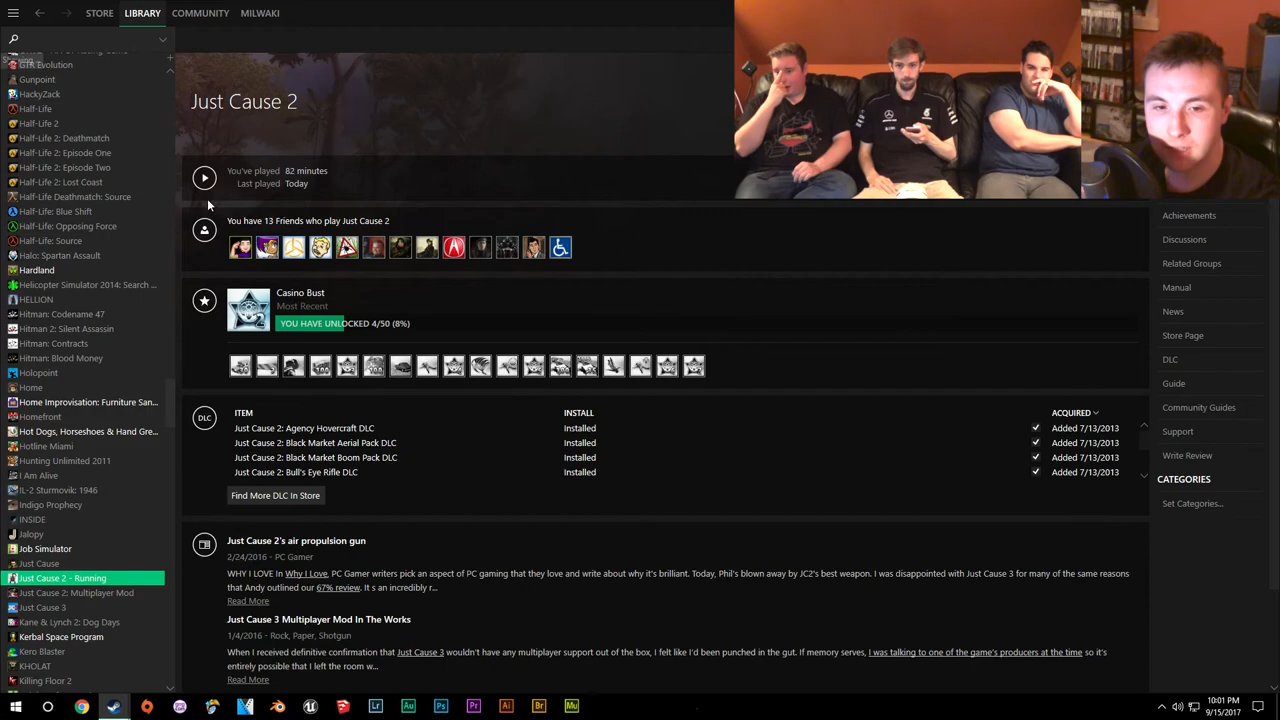 STORE LIBRARY COMMUNITY MILWAKI
GTR Evolution
Gunpoint
HackyZack
Half-Life
Half-Life 2
Half-Life 2: Deathmatch
Half-Life 2: Episode One
Half-Life 2: Episode Two
Half-Life 2: Lost Coast
Half-Life Deathmatch: Source
Half-Life: Blue Shift
Half-Life: Opposing Force
Half-Life: Source
Halo: Spartan Assault
Hardland
Helicopter Simulator 2014: Search ...
HELLION
Hitman: Codename 47
Hitman 2: Silent Assassin
Hitman: Contracts
Hitman: Blood Money
Holopoint
Home
Home Improvisation: Furniture San...
Homefront
Hot Dogs, Horseshoes & Hand Gre...
Hotline Miami
Hunting Unlimited 2011
I Am Alive
IL-2 Sturmovik: 1946
Indigo Prophecy
INSIDE
Jalopy
Job Simulator
Just Cause
Just Cause 2 - Running
Just Cause 2: Multiplayer Mod
Just Cause 3
Kane & Lynch 2: Dog Days
Kerbal Space Program
Kero Blaster
KHOLAT
Killing Floor 2
Just Cause 2
You've played 82 minutes
Last played Today
You have 13 Friends who play Just Cause 2
Casino Bust
Most Recent
YOU HAVE UNLOCKED 4/50 (8%)
DLC
ITEM INSTALL ACQUIRED
Just Cause 2: Agency Hovercraft DLC Installed Added 7/13/2013
Just Cause 2: Black Market Aerial Pack DLC Installed Added 7/13/2013
Just Cause 2: Black Market Boom Pack DLC Installed Added 7/13/2013
Just Cause 2: Bull's Eye Rifle DLC Installed Added 7/13/2013
Find More DLC In Store
Just Cause 2's air propulsion gun
2/24/2016 - PC Gamer
WHY I LOVE In Why I Love, PC Gamer writers pick an aspect of PC gaming that they love and write about why it's brilliant. Today, Phil's blown away by JC2's best weapon. I was disappointed with Just Cause 3 for many of the same reasons
that Andy outlined our 67% review. It s an incredibly r...
Read More
Just Cause 3 Multiplayer Mod In The Works
1/4/2016 - Rock, Paper, Shotgun
When I received definitive confirmation that Just Cause 3 wouldn't have any multiplayer support out of the box, I felt like I'd been punched in the gut. If memory serves, I was talking to one of the game's producers at the time so it's
entirely possible that I left the room w...
Read More
Achievements
Discussions
Related Groups
Manual
News
Store Page
DLC
Guide
Community Guides
Support
Write Review
CATEGORIES
Set Categories...
Lr Au Ps Pr Ai Br Mu
10:01 PM
9/15/2017